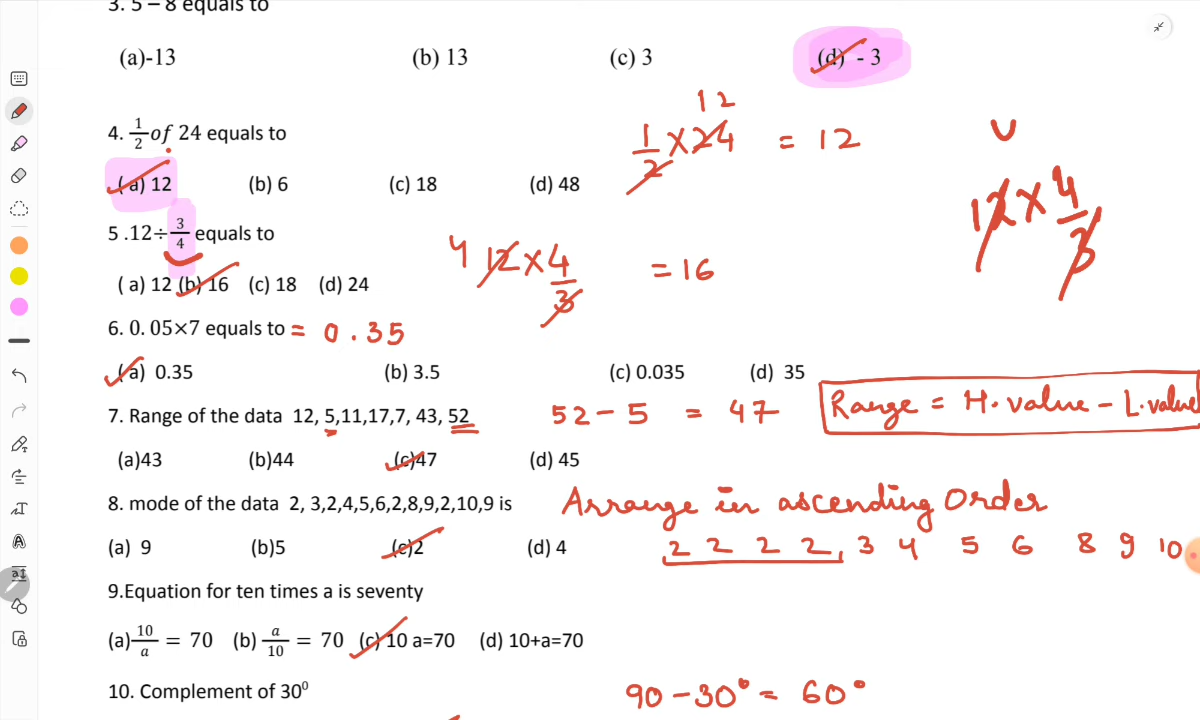 3. 5 – 8 equals to
(a)-13 (b) 13 (c) 3 (d) - 3
4. 1/2 of 24 equals to
1/2 × 24 = 12
12
(a) 12 (b) 6 (c) 18 (d) 48
12 × 4/3
5 .12÷ 3/4 equals to
4 12 × 4/3 = 16
( a) 12 (b) 16 (c) 18 (d) 24
6. 0. 05×7 equals to = 0.35
(a) 0.35 (b) 3.5 (c) 0.035 (d) 35
7. Range of the data 12, 5,11,17,7, 43, 52 52 – 5 = 47 Range = H. value – L. value
(a)43 (b)44 (c)47 (d) 45
8. mode of the data 2, 3,2,4,5,6,2,8,9,2,10,9 is Arrange in ascending Order
(a) 9 (b)5 (c)2 (d) 4 2 2 2 2, 3 4 5 6 8 9 10
9.Equation for ten times a is seventy
(a) 10/a = 70 (b) a/10 = 70 (c) 10 a=70 (d) 10+a=70
10. Complement of 30⁰ 90 – 30° = 60°